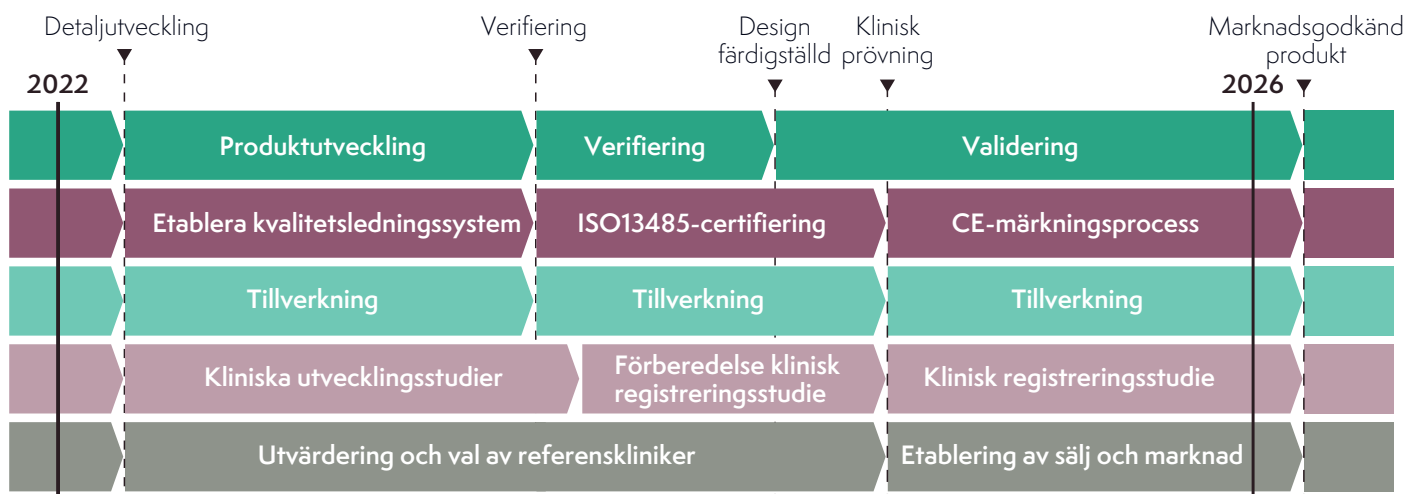 Detaljutveckling
Verifiering
Design
färdigställd
Klinisk
prövning
Marknadsgodkänd
produkt
2022
2026
Produktutveckling
Verifiering
Validering
Etablera kvalitetsledningssystem
ISO13485-certifiering
CE-märkningsprocess
Tillverkning
Tillverkning
Tillverkning
Kliniska utvecklingsstudier
Förberedelse klinisk
registreringsstudie
Klinisk registreringsstudie
Utvärdering och val av referenskliniker
Etablering av sälj och marknad